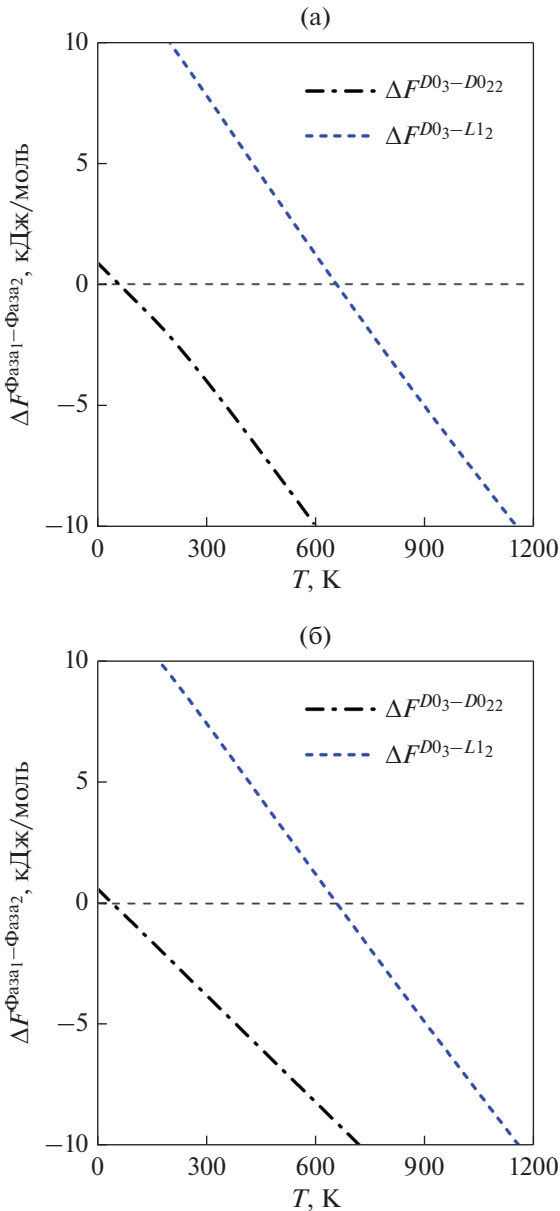 (а)
10
ΔF^{D0₃−D0₂₂}
ΔF^{D0₃−L1₂}
5
ΔF^{Фаза₁−Фаза₂}, кДж/моль
0
−5
−10
0 300 600 900 1200
T, K
(б)
10
ΔF^{D0₃−D0₂₂}
ΔF^{D0₃−L1₂}
5
ΔF^{Фаза₁−Фаза₂}, кДж/моль
0
−5
−10
0 300 600 900 1200
T, K